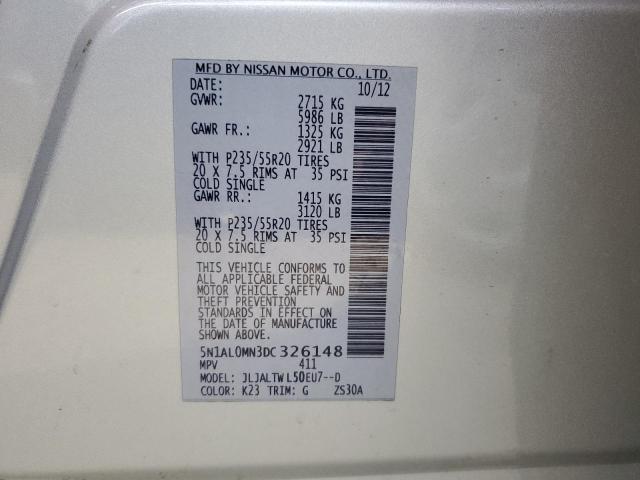 MFD BY NISSAN MOTOR CO., LTD.
DATE: 10/12
GVWR: 2715 KG
5986 LB
GAWR FR.: 1325 KG
2921 LB
WITH P235/55R20 TIRES
20 X 7.5 RIMS AT 35 PSI
COLD SINGLE
GAWR RR.: 1415 KG
3120 LB
WITH P235/55R20 TIRES
20 X 7.5 RIMS AT 35 PSI
COLD SINGLE
THIS VEHICLE CONFORMS TO
ALL APPLICABLE FEDERAL
MOTOR VEHICLE SAFETY AND
THEFT PREVENTION
STANDARDS IN EFFECT ON
THE DATE OF MANUFACTURE
SHOWN ABOVE.
5N1AL0MN3DC326148
MPV 411
MODEL: JLJALTWL50EU7--D
COLOR: K23 TRIM: G ZS30A